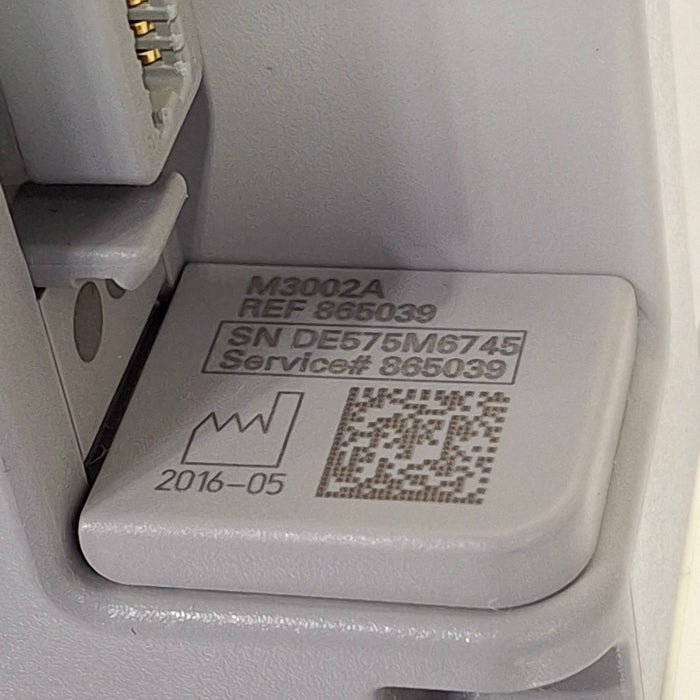 M3002A
REF 865039
SN DE575M6745
Service# 865039
2016-05